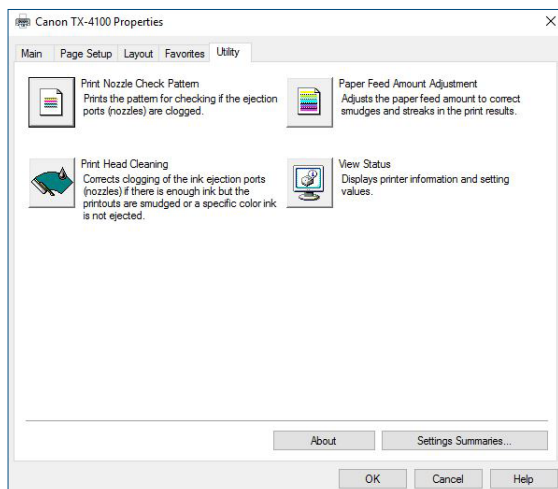 Canon TX-4100 Properties
Main Page Setup Layout Favorites Utility
Print Nozzle Check Pattern
Prints the pattern for checking if the ejection
ports (nozzles) are clogged.
Paper Feed Amount Adjustment
Adjusts the paper feed amount to correct
smudges and streaks in the print results.
Print Head Cleaning
Corrects clogging of the ink ejection ports
(nozzles) if there is enough ink but the
printouts are smudged or a specific color ink
is not ejected.
View Status
Displays printer information and setting
values.
About Settings Summaries...
OK Cancel Help